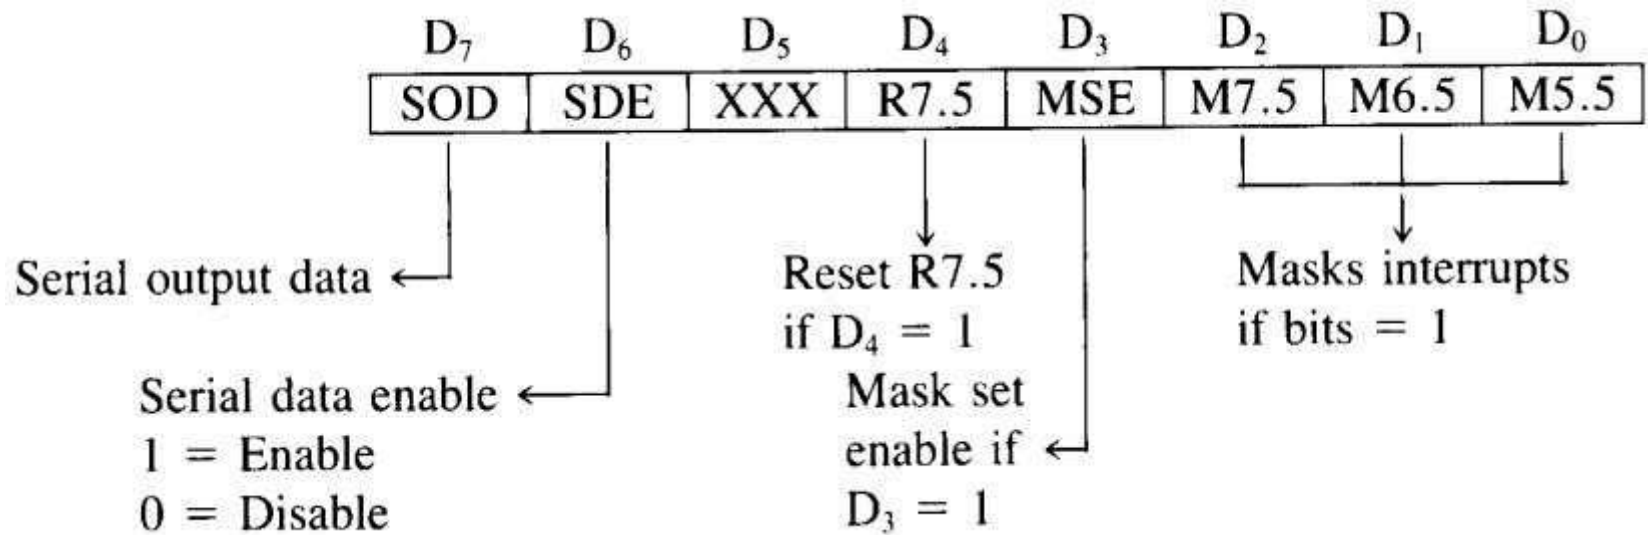 D₇ D₆ D₅ D₄ D₃ D₂ D₁ D₀
SOD SDE XXX R7.5 MSE M7.5 M6.5 M5.5
Serial output data
Reset R7.5
if D₄ = 1
Masks interrupts
if bits = 1
Serial data enable
1 = Enable
0 = Disable
Mask set
enable if
D₃ = 1